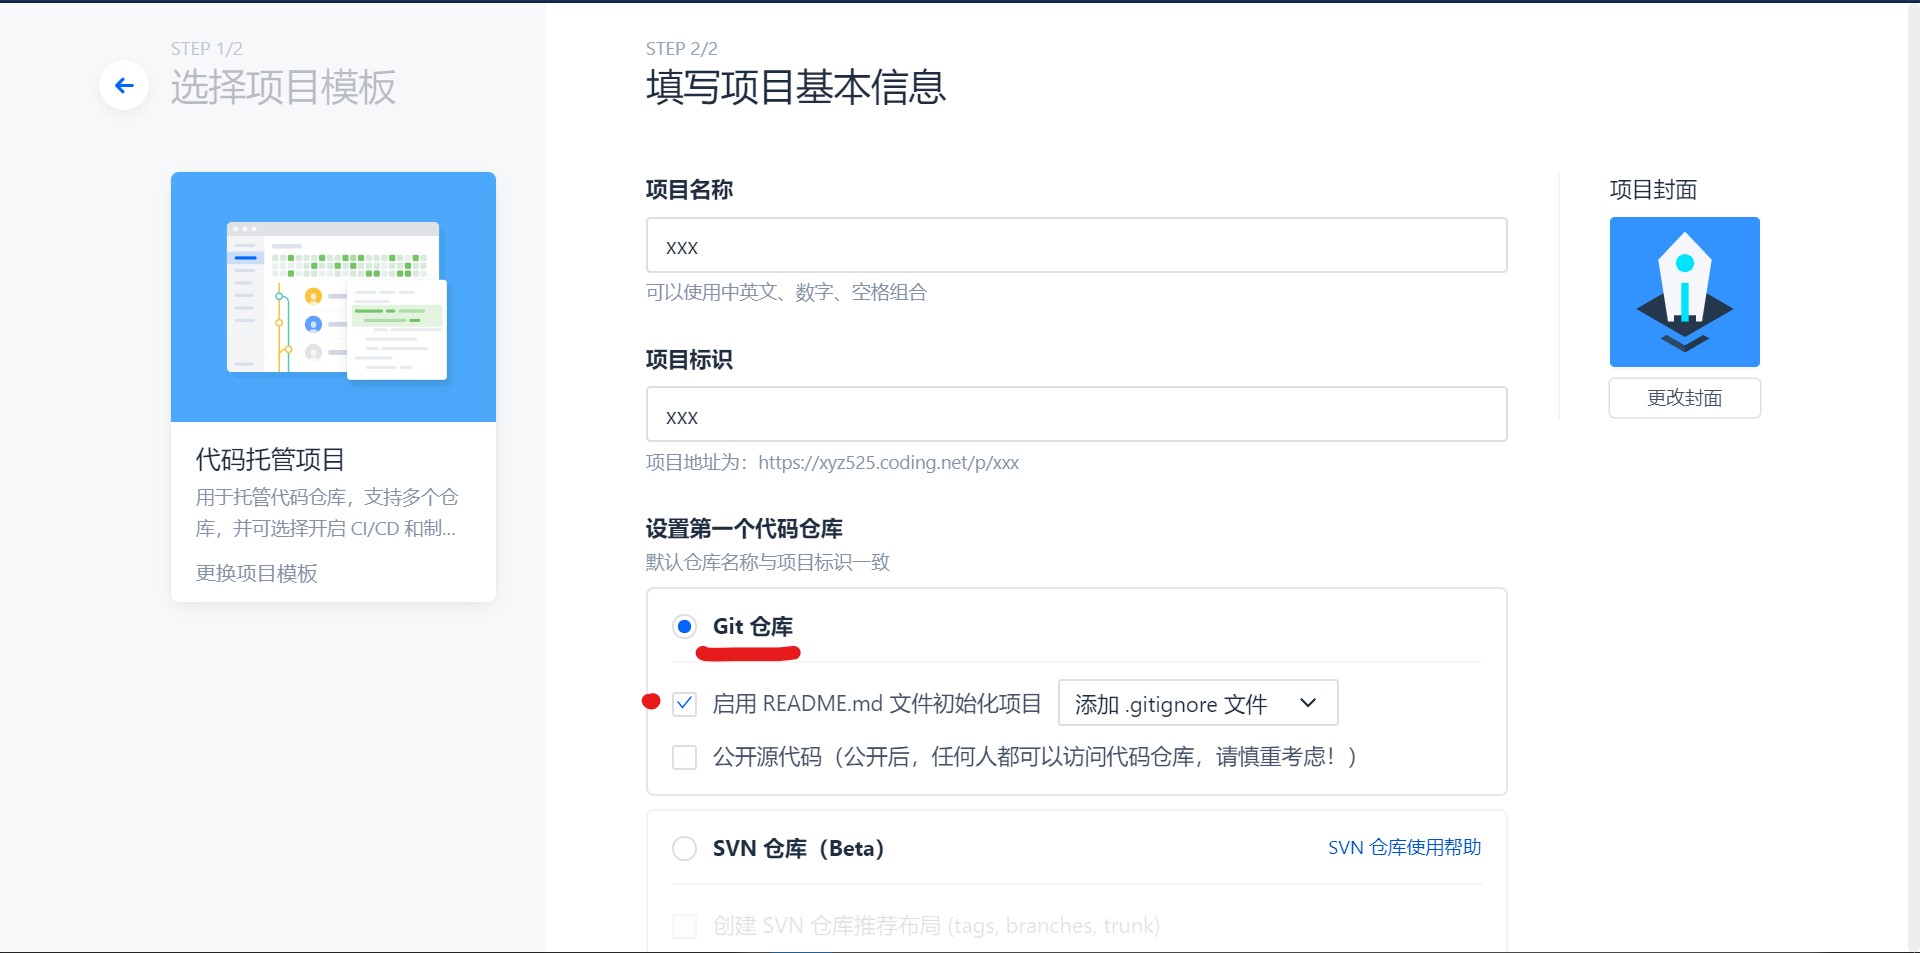 STEP 1/2
选择项目模板
代码托管项目
用于托管代码仓库，支持多个仓
库，并可选择开启 CI/CD 和制...
更换项目模板
STEP 2/2
填写项目基本信息
项目名称
xxx
可以使用中英文、数字、空格组合
项目标识
xxx
项目地址为：https://xyz525.coding.net/p/xxx
设置第一个代码仓库
默认仓库名称与项目标识一致
Git 仓库
启用 README.md 文件初始化项目 添加 .gitignore 文件
公开源代码（公开后，任何人都可以访问代码仓库，请慎重考虑！）
SVN 仓库（Beta） SVN 仓库使用帮助
创建 SVN 仓库推荐布局 (tags, branches, trunk)
项目封面
更改封面